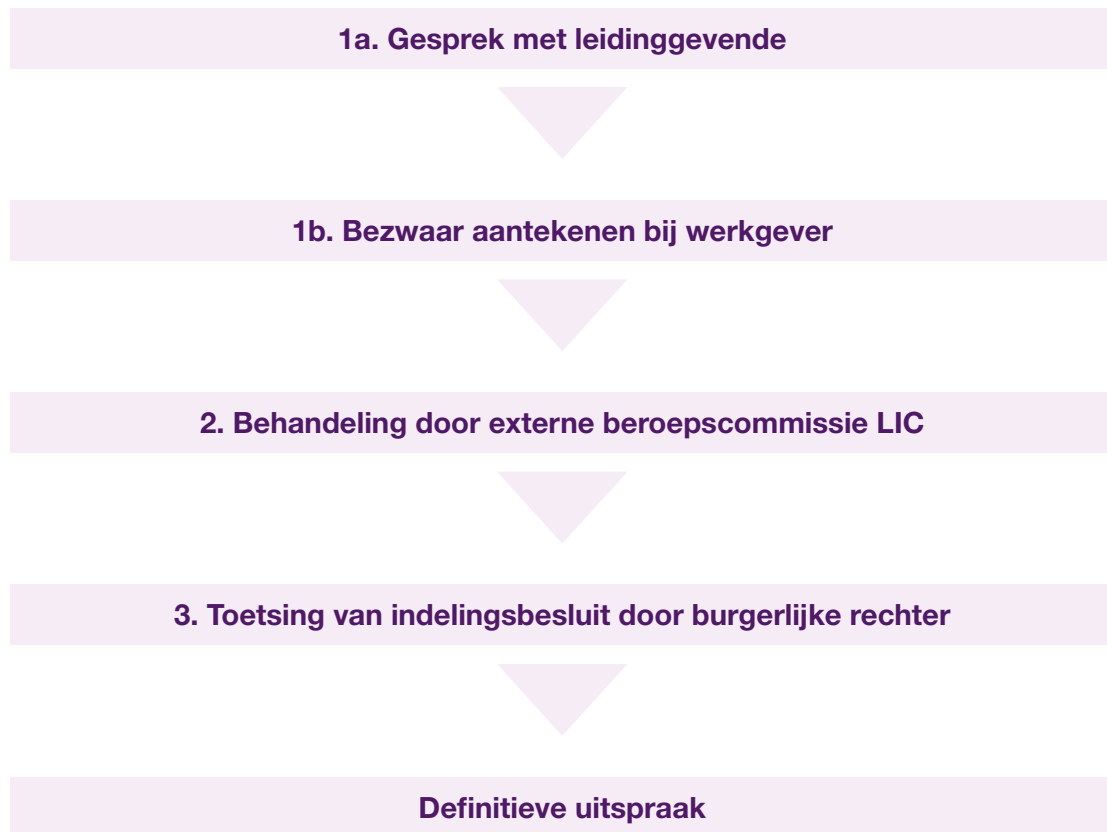 1a. Gesprek met leidinggevende
1b. Bezwaar aantekenen bij werkgever
2. Behandeling door externe beroepscommissie LIC
3. Toetsing van indelingsbesluit door burgerlijke rechter
Definitieve uitspraak